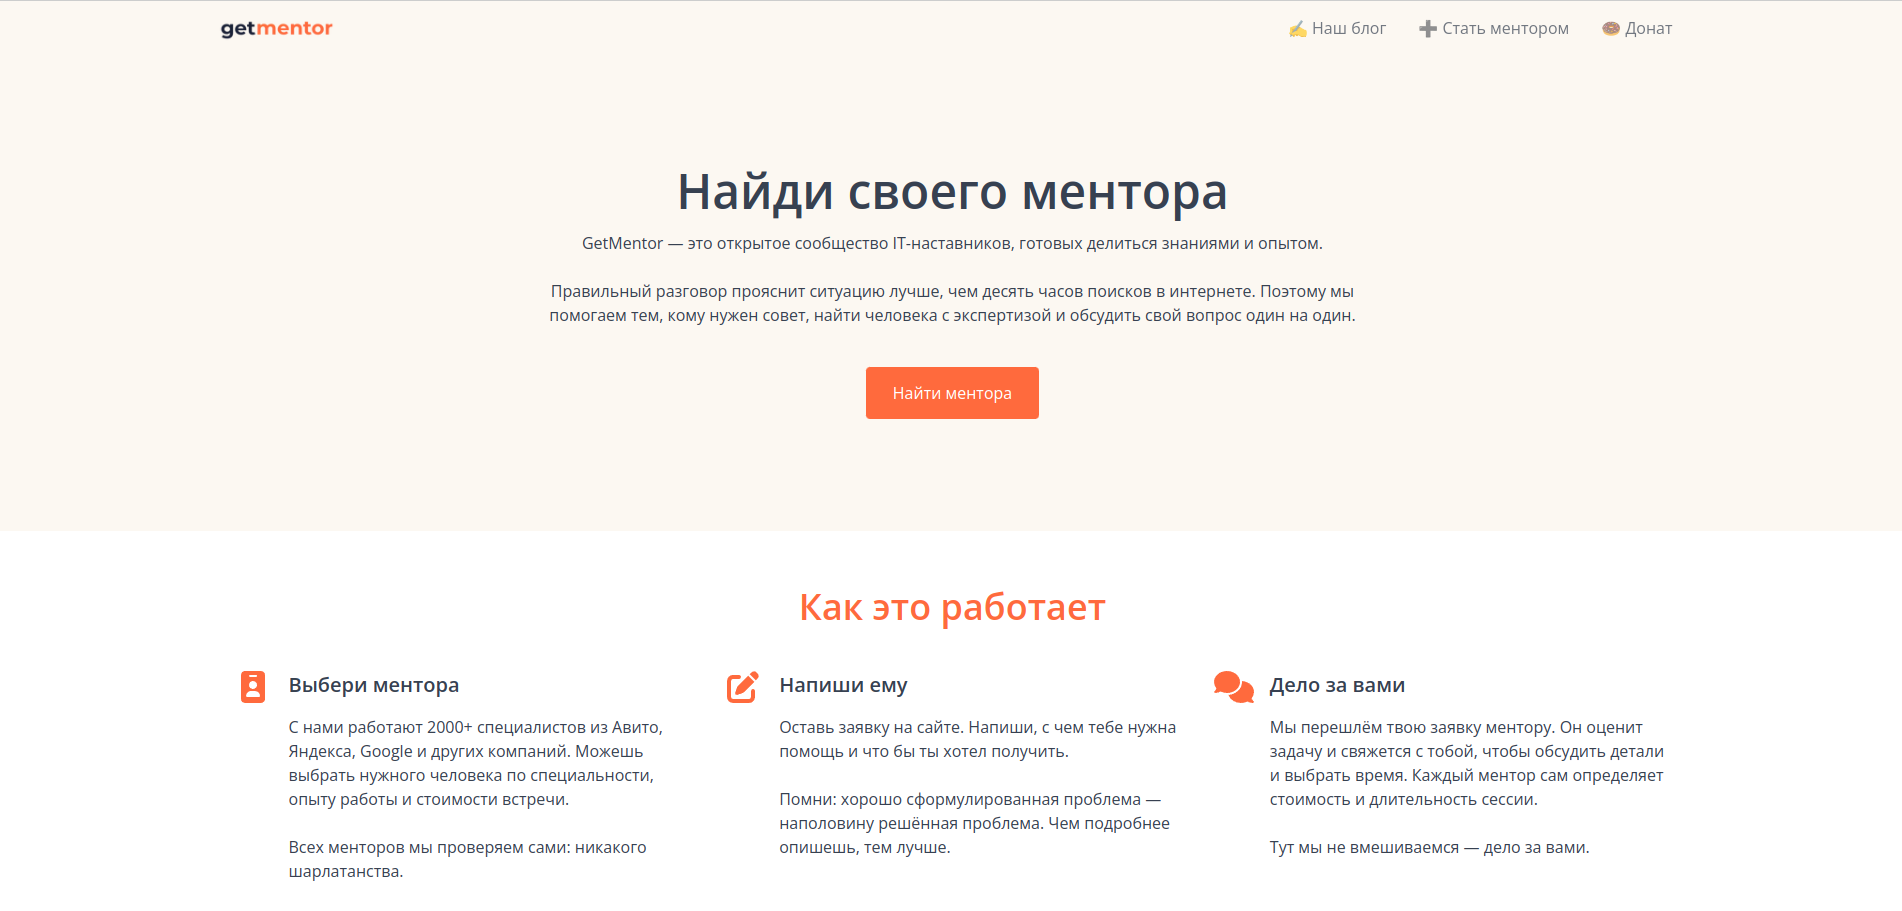 getmentor
✍️ Наш блог
➕ Стать ментором
🍩 Донат
Найди своего ментора
GetMentor — это открытое сообщество IT-наставников, готовых делиться знаниями и опытом.
Правильный разговор прояснит ситуацию лучше, чем десять часов поисков в интернете. Поэтому мы
помогаем тем, кому нужен совет, найти человека с экспертизой и обсудить свой вопрос один на один.
Найти ментора
Как это работает
Выбери ментора
С нами работают 2000+ специалистов из Авито,
Яндекса, Google и других компаний. Можешь
выбрать нужного человека по специальности,
опыту работы и стоимости встречи.
Всех менторов мы проверяем сами: никакого
шарлатанства.
Напиши ему
Оставь заявку на сайте. Напиши, с чем тебе нужна
помощь и что бы ты хотел получить.
Помни: хорошо сформулированная проблема —
наполовину решённая проблема. Чем подробнее
опишешь, тем лучше.
Дело за вами
Мы перешлём твою заявку ментору. Он оценит
задачу и свяжется с тобой, чтобы обсудить детали
и выбрать время. Каждый ментор сам определяет
стоимость и длительность сессии.
Тут мы не вмешиваемся — дело за вами.